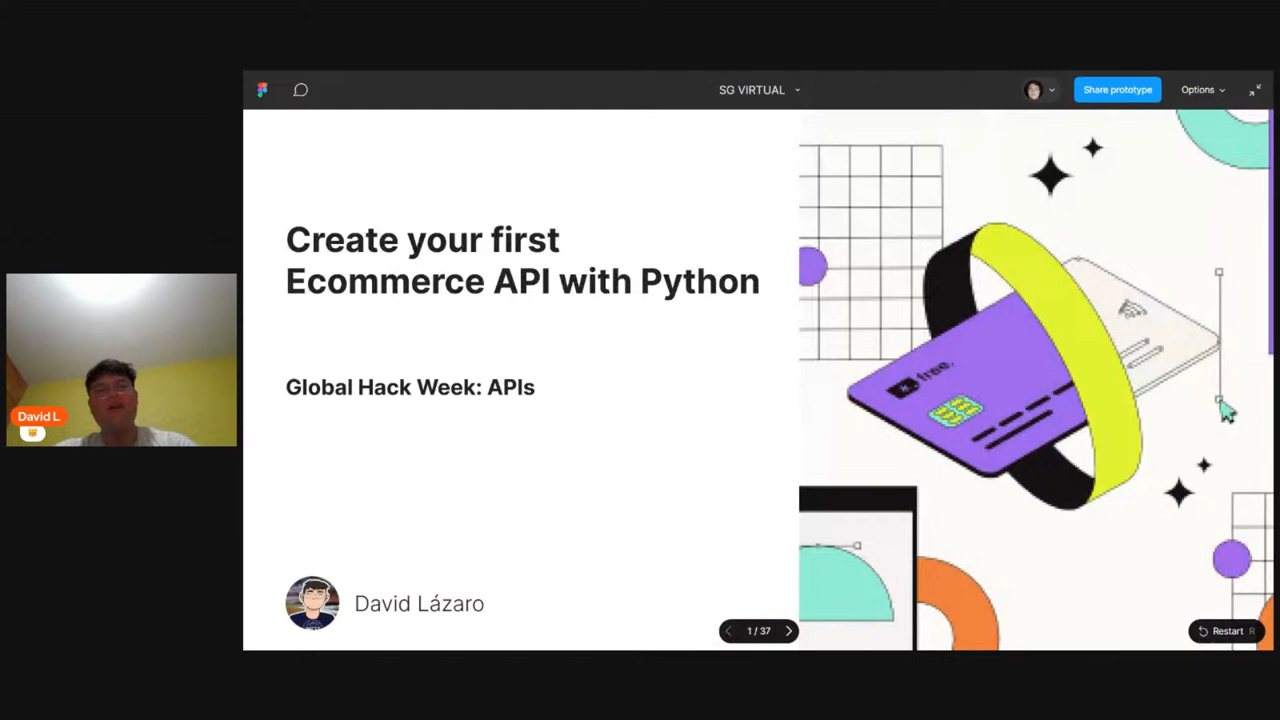 SG VIRTUAL
Share prototype
Options
Create your first
Ecommerce API with Python
Global Hack Week: APIs
free.
David L
David Lázaro
1 / 37
Restart R